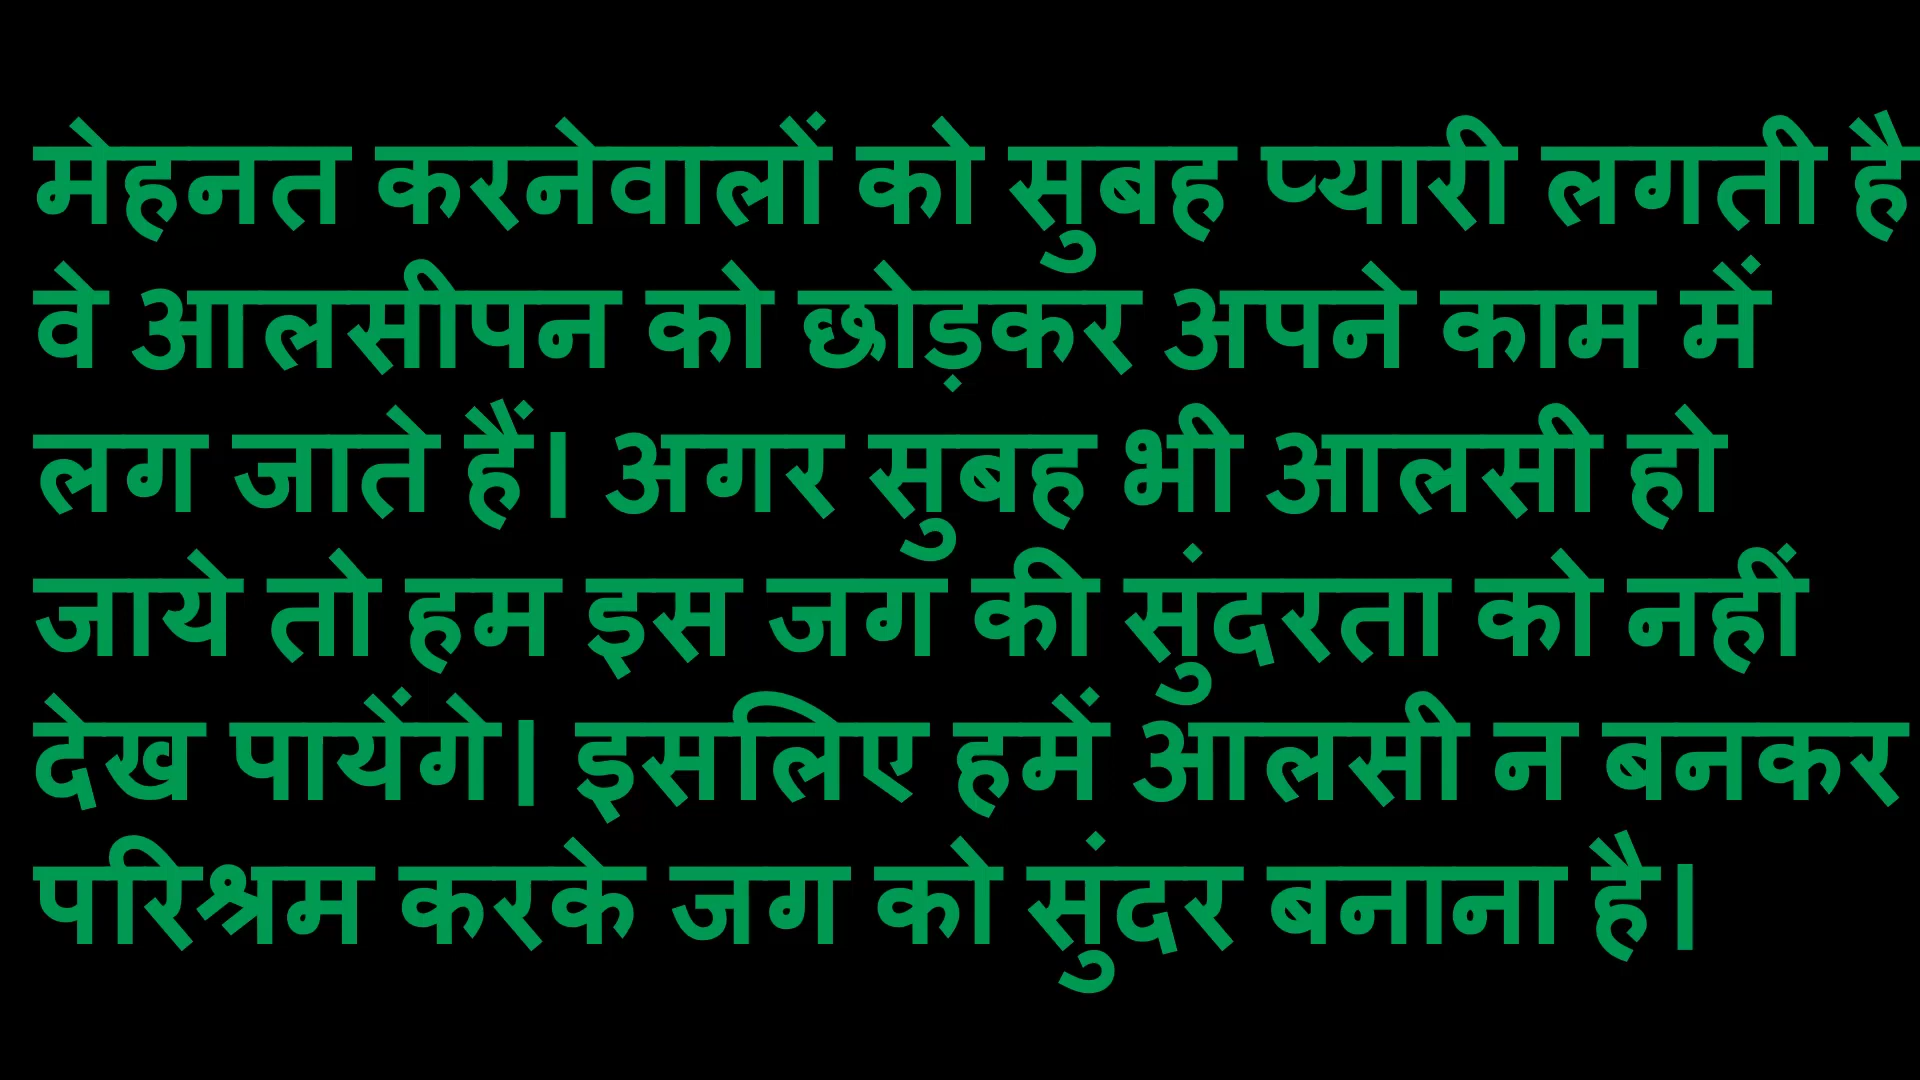 मेहनत करनेवालों को सुबह प्यारी लगती है
वे आलसीपन को छोड़कर अपने काम में
लग जाते हैं। अगर सुबह भी आलसी हो
जाये तो हम इस जग की सुंदरता को नहीं
देख पायेंगे। इसलिए हमें आलसी न बनकर
परिश्रम करके जग को सुंदर बनाना है।